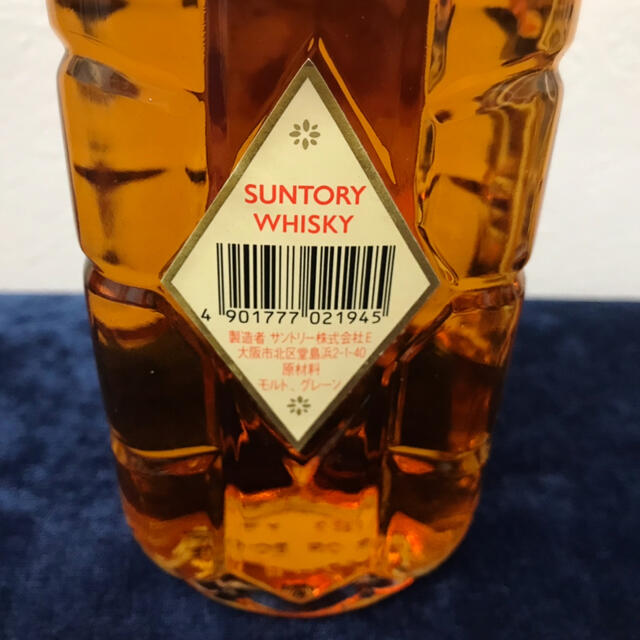 SUNTORY
WHISKY
4 901777 021945
製造者 サントリー株式会社E
大阪市北区堂島浜2-1-40
原材料
モルト、グレーン